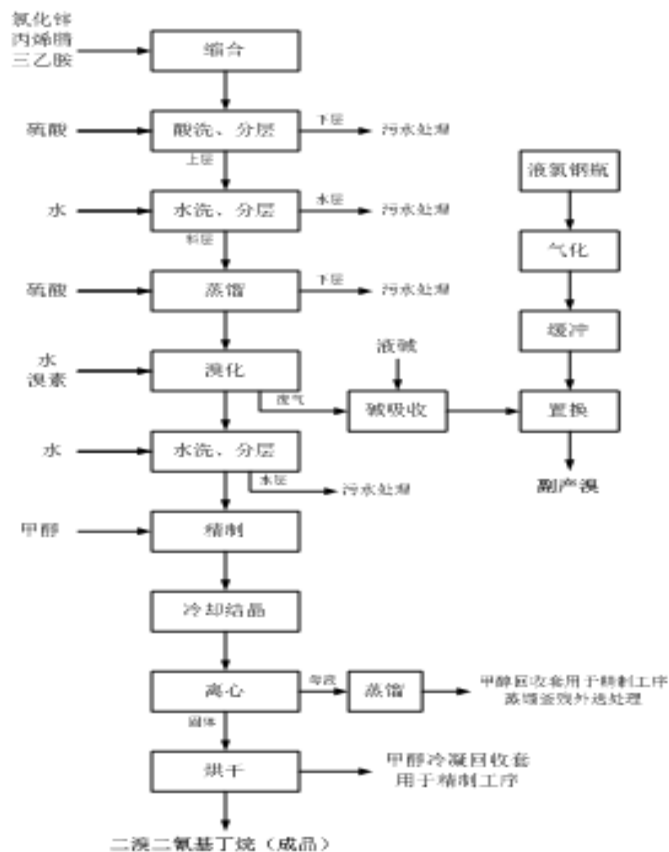 氯化锌
丙烯腈
三乙胺
缩合
硫酸
酸洗、分层
下层
污水处理
上层
液氯钢瓶
水
水洗、分层
水层
污水处理
料层
气化
硫酸
蒸馏
下层
污水处理
缓冲
水
溴素
溴化
废气
液碱
碱吸收
置换
副产溴
水
水洗、分层
水层
污水处理
甲醇
精制
冷却结晶
离心
母液
蒸馏
甲醇回收套用于精制工序
蒸馏釜残外送处理
固体
烘干
甲醇冷凝回收套
用于精制工序
二溴二氰基丁烷（成品）